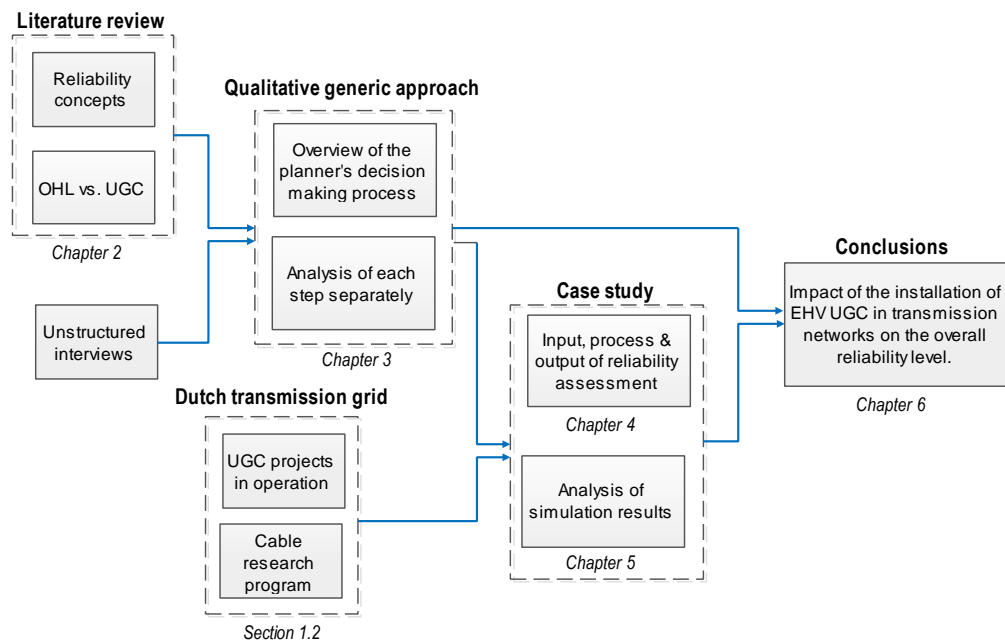 Literature review
Reliability
concepts
OHL vs. UGC
Chapter 2
Unstructured
interviews
Qualitative generic approach
Overview of the
planner's decision
making process
Analysis of each
step separately
Chapter 3
Dutch transmission grid
UGC projects
in operation
Cable
research
program
Section 1.2
Case study
Input, process &
output of reliability
assessment
Chapter 4
Analysis of
simulation results
Chapter 5
Conclusions
Impact of the installation of
EHV UGC in transmission
networks on the overall
reliability level.
Chapter 6